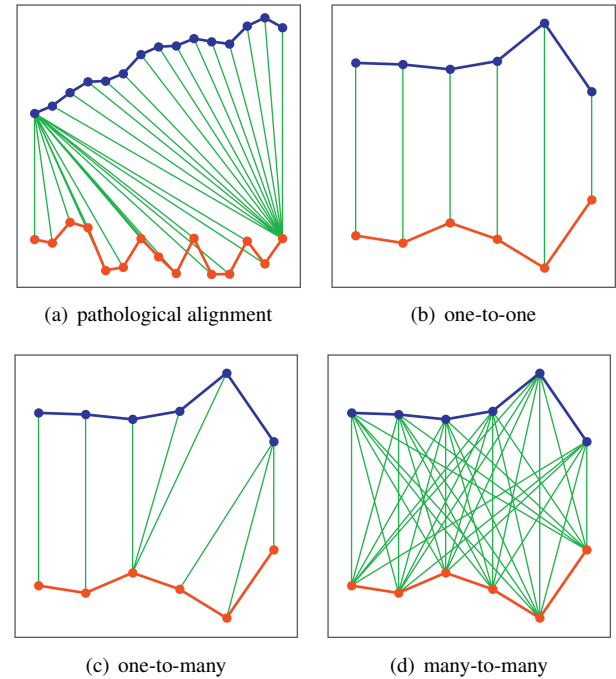 (a) pathological alignment
(b) one-to-one
(c) one-to-many
(d) many-to-many